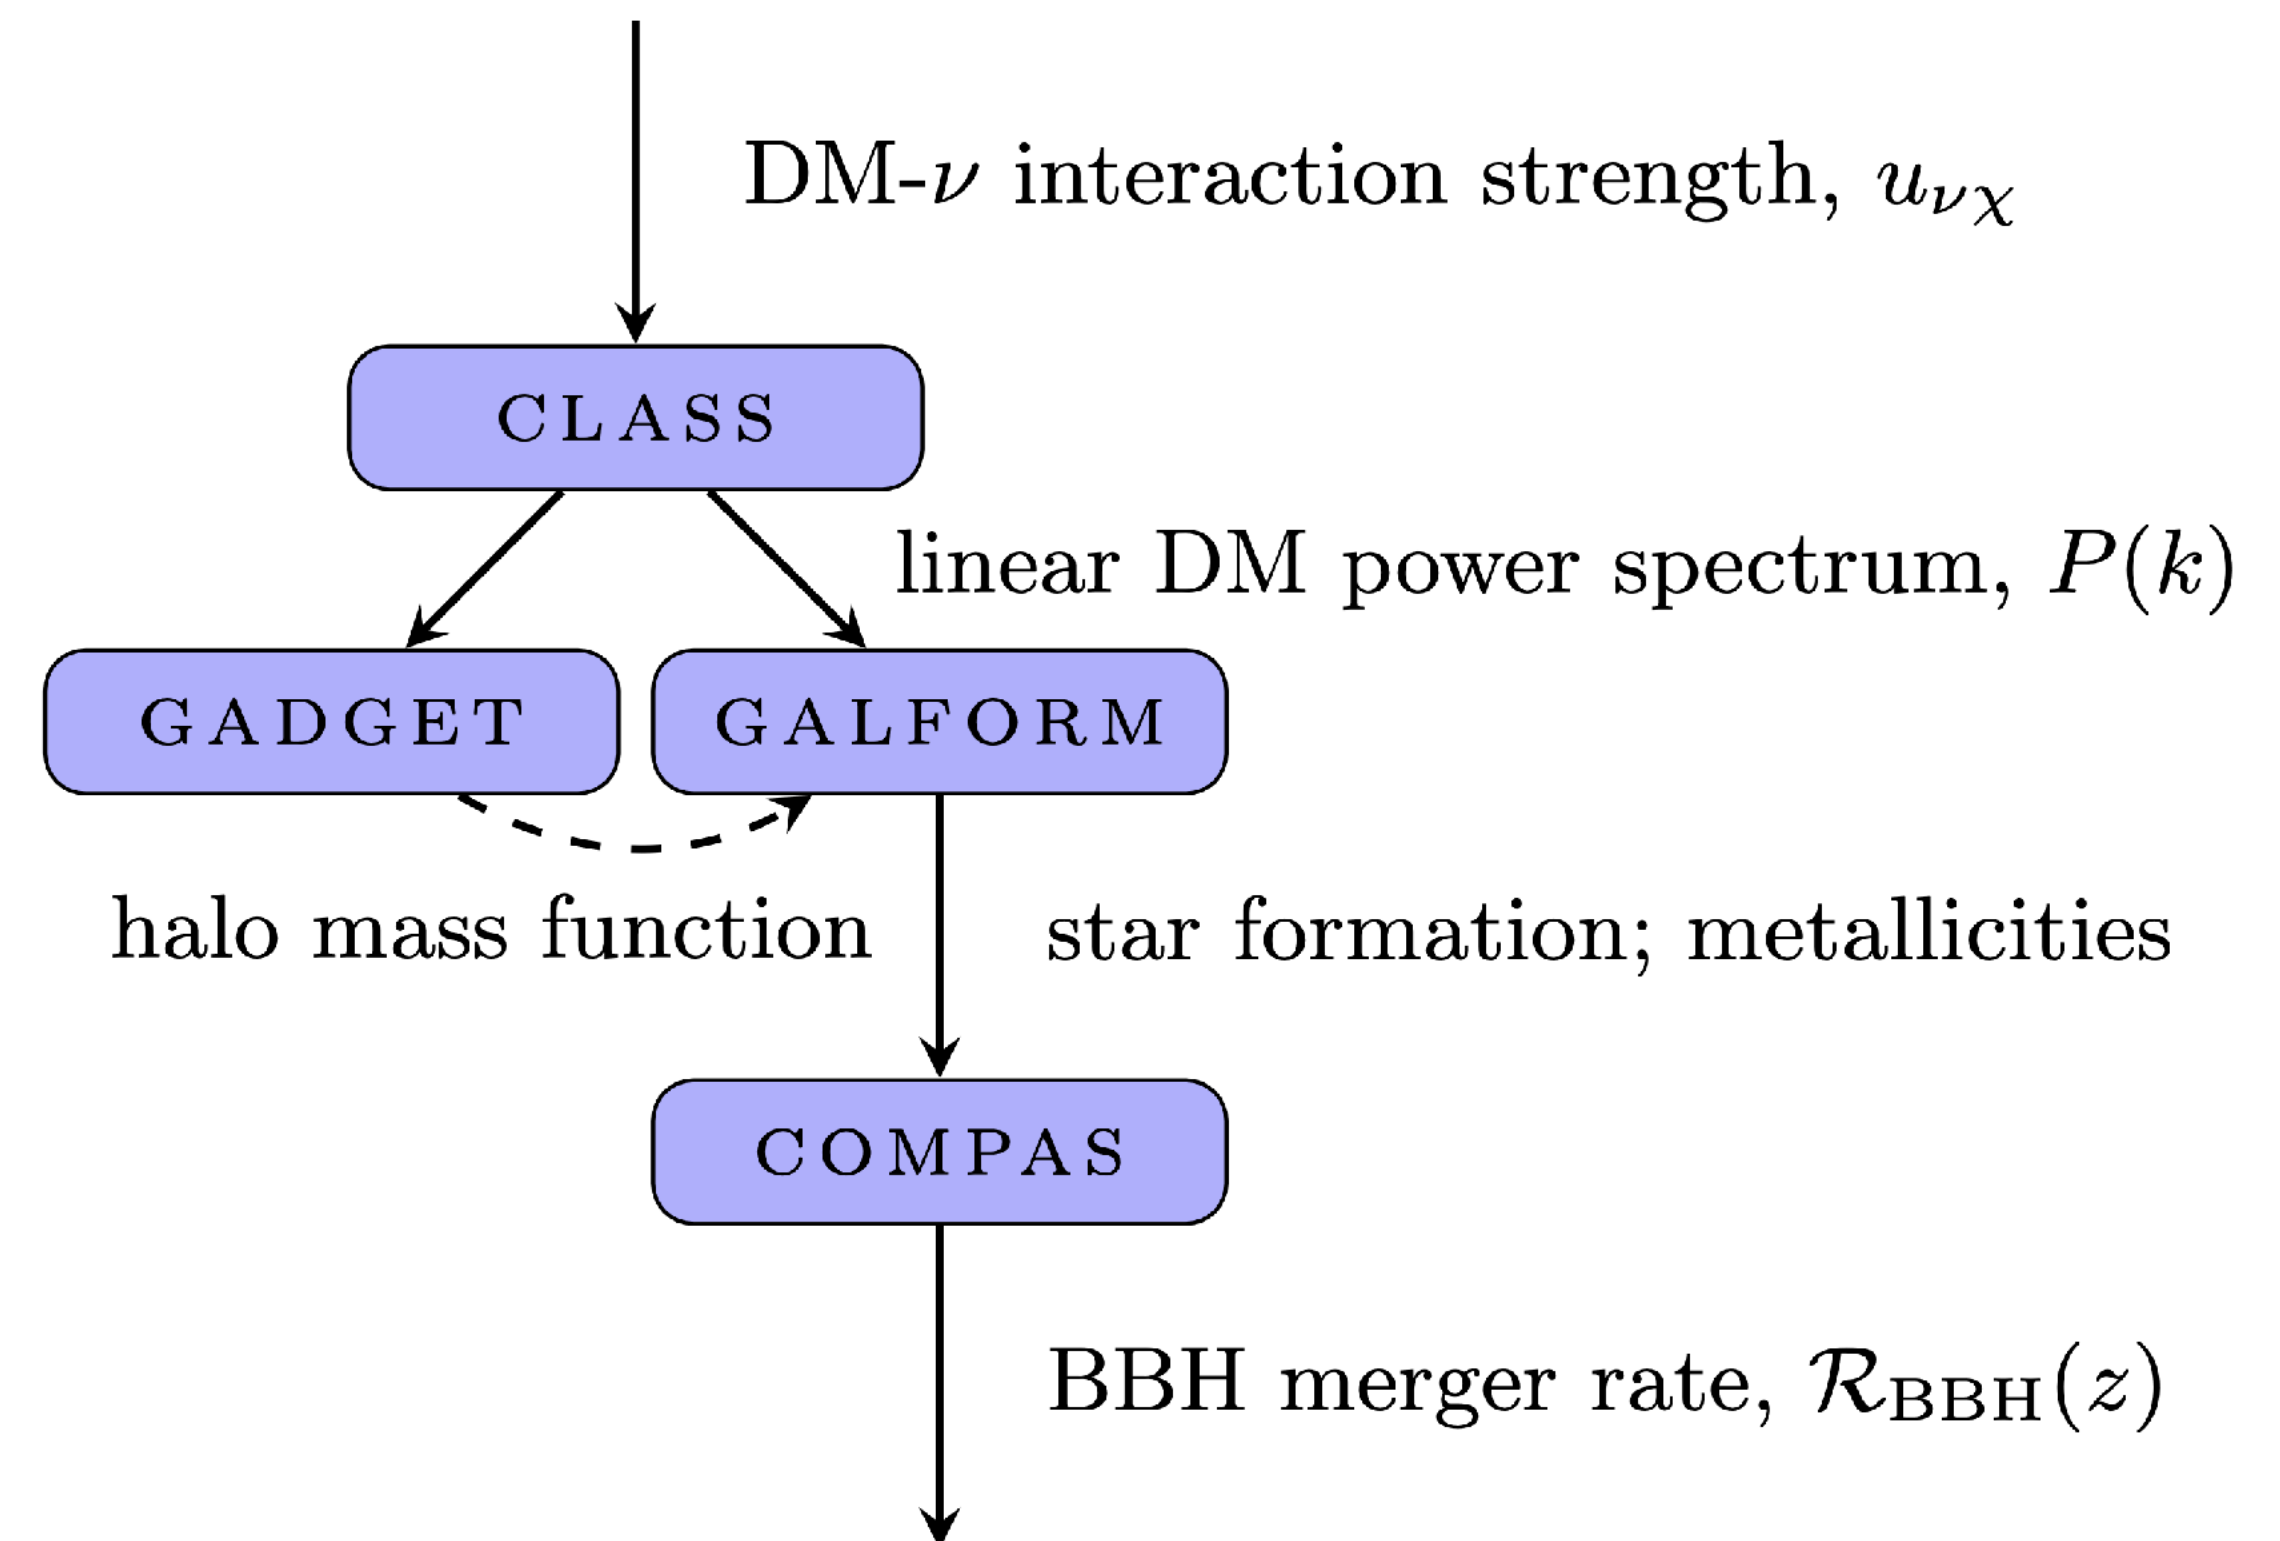 DM-ν interaction strength, u_{νχ}
CLASS
linear DM power spectrum, P(k)
GADGET
GALFORM
halo mass function
star formation; metallicities
COMPAS
BBH merger rate, ℛ_{BBH}(z)